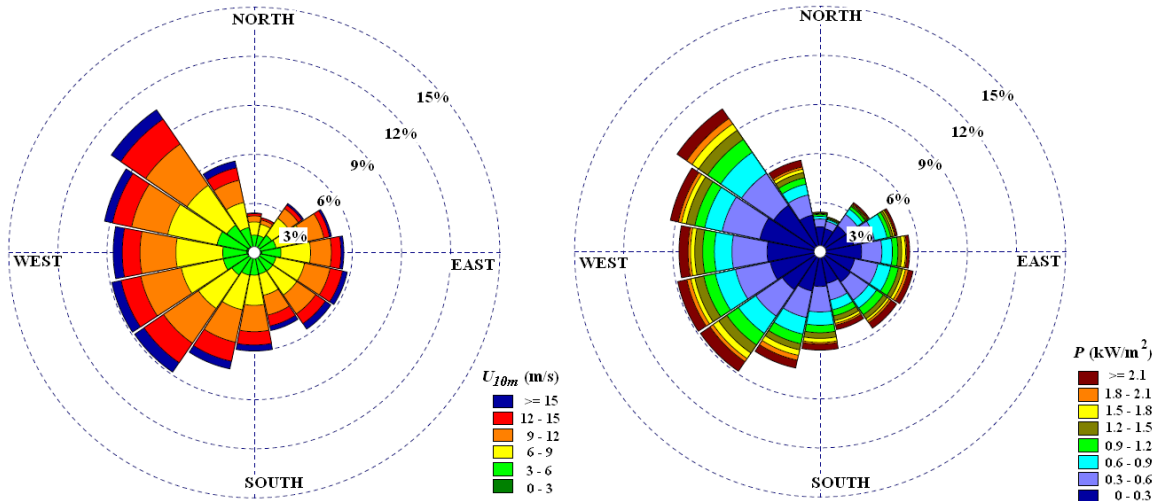 NORTH
15%
12%
9%
6%
3%
WEST
EAST
SOUTH
U10m (m/s)
>= 15
12 - 15
9 - 12
6 - 9
3 - 6
0 - 3
NORTH
15%
12%
9%
6%
3%
WEST
EAST
SOUTH
P (kW/m²)
>= 2.1
1.8 - 2.1
1.5 - 1.8
1.2 - 1.5
0.9 - 1.2
0.6 - 0.9
0.3 - 0.6
0 - 0.3